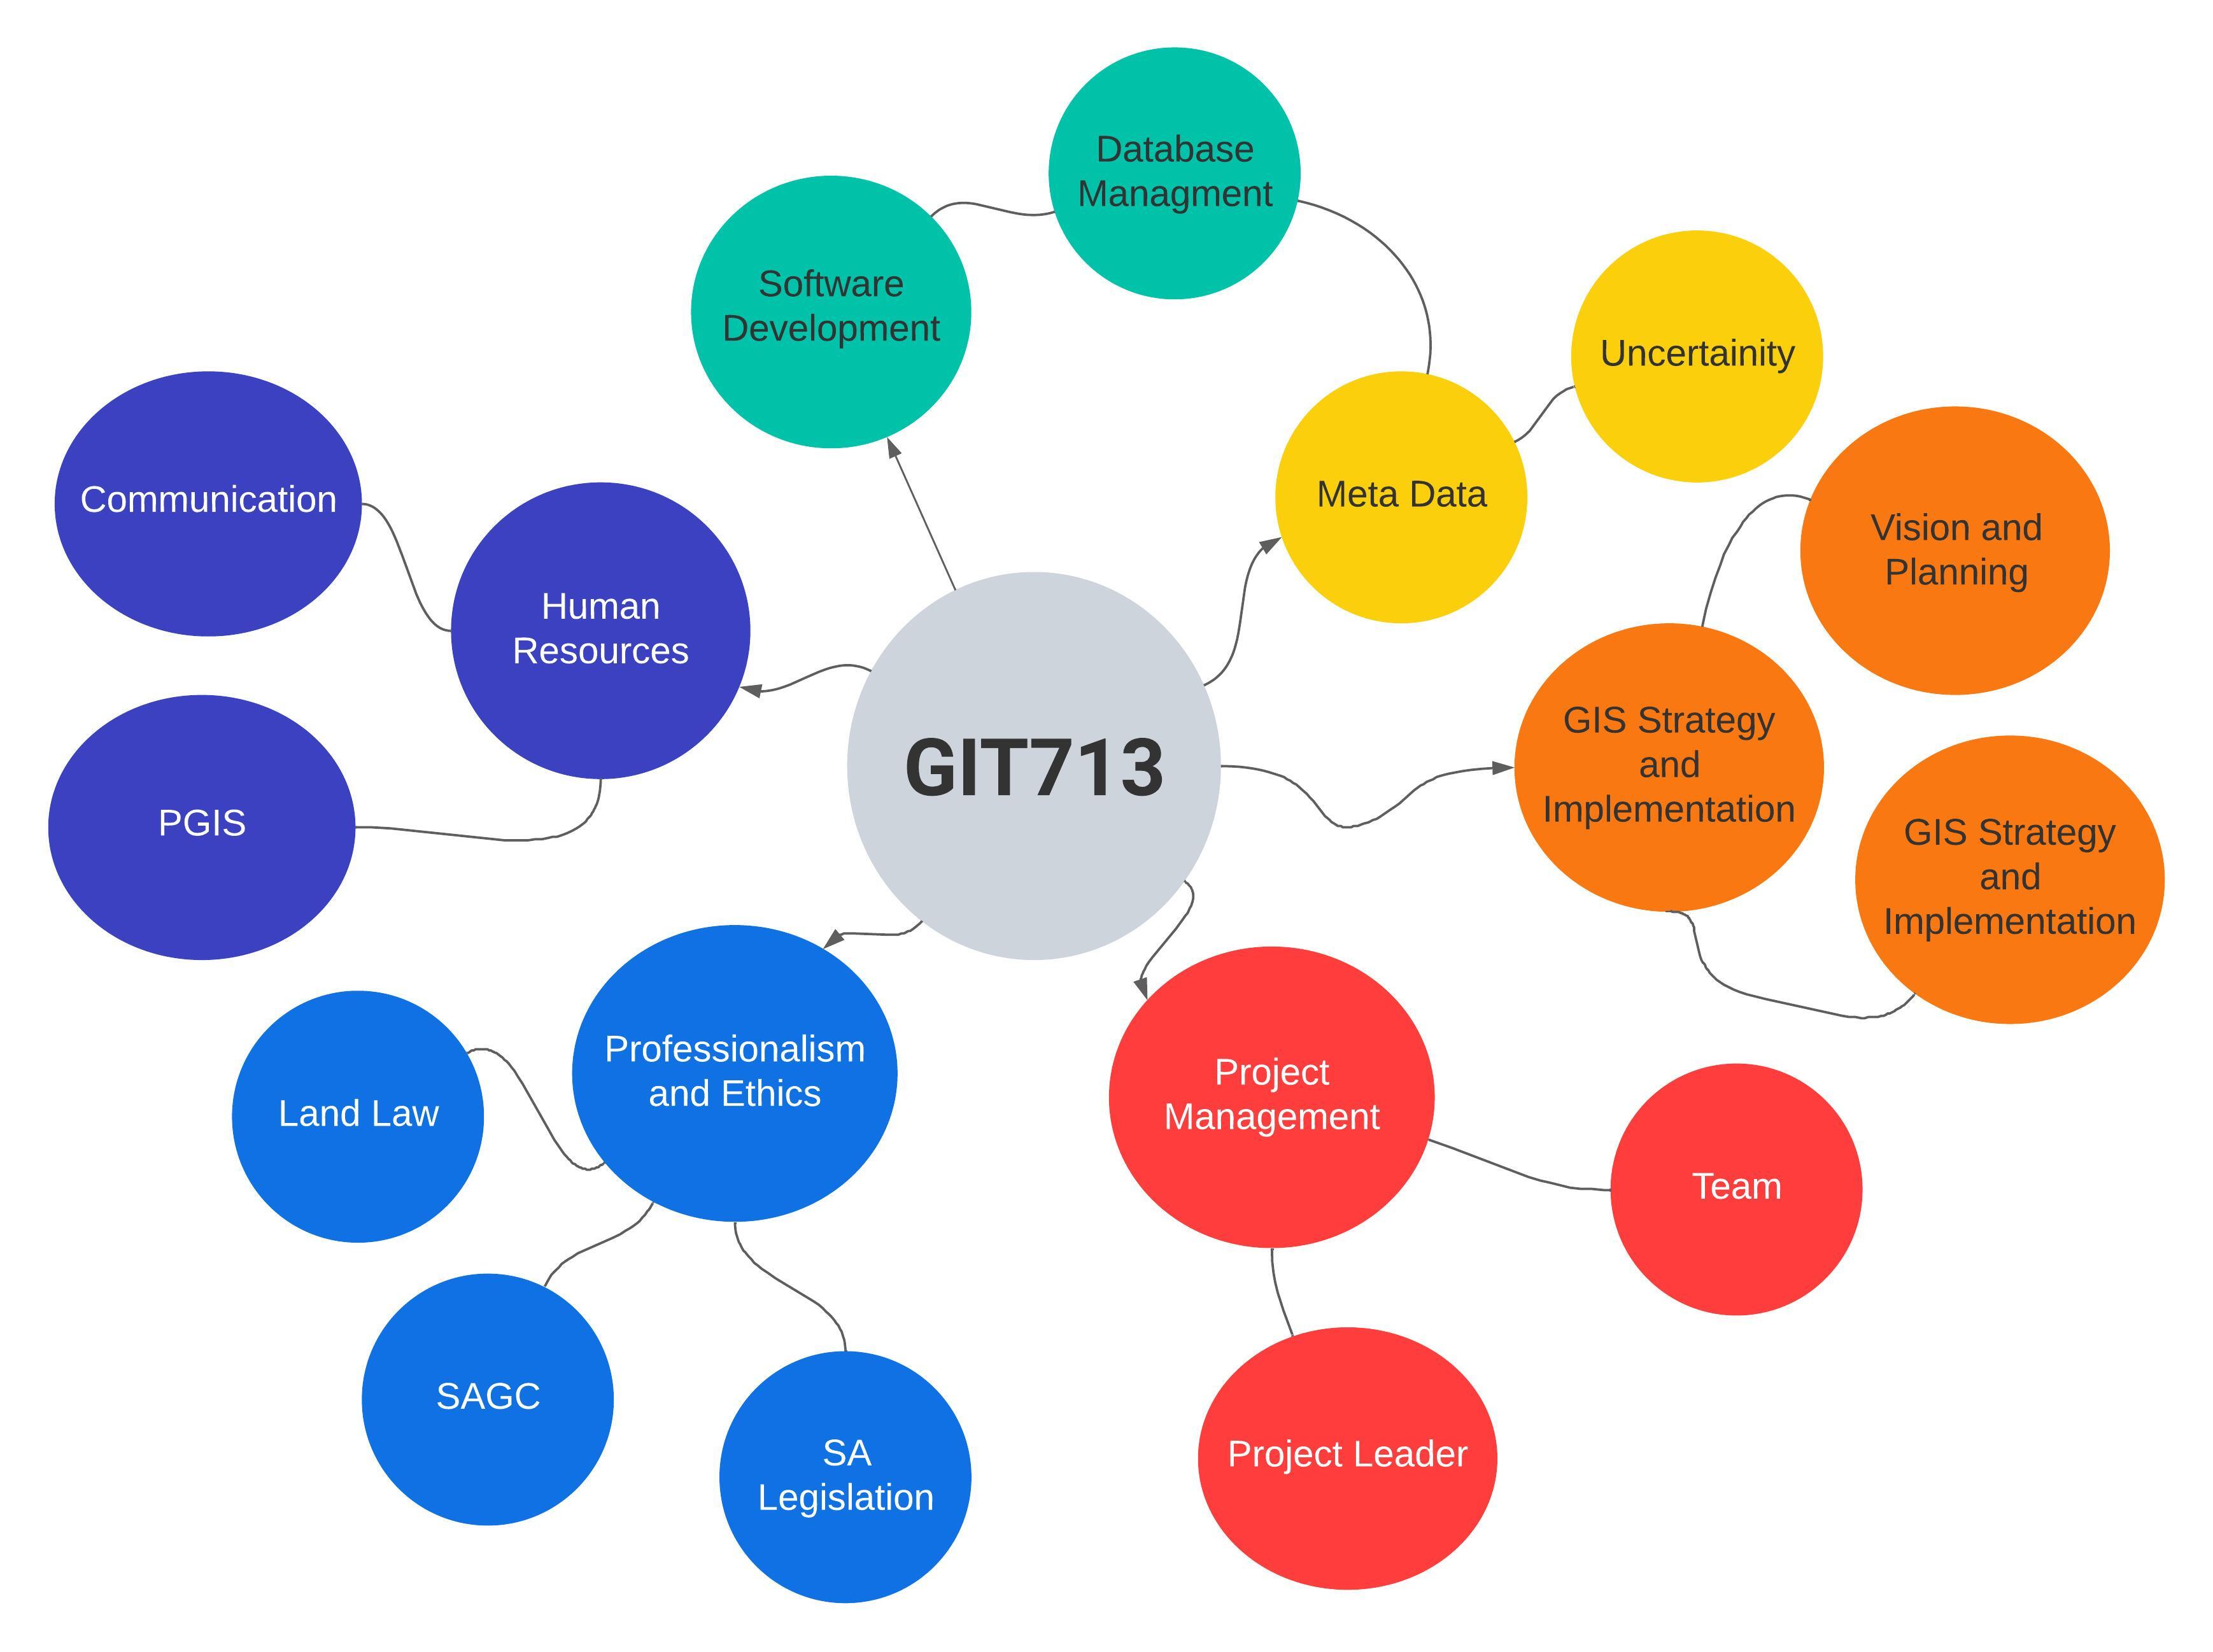 Database
Managment
Software
Development
Uncertainity
Communication
Meta Data
Vision and
Planning
Human
Resources
GIT713
GIS Strategy
and
Implementation
PGIS
GIS Strategy
and
Implementation
Professionalism
and Ethics
Project
Management
Land Law
Team
SAGC
SA
Legislation
Project Leader